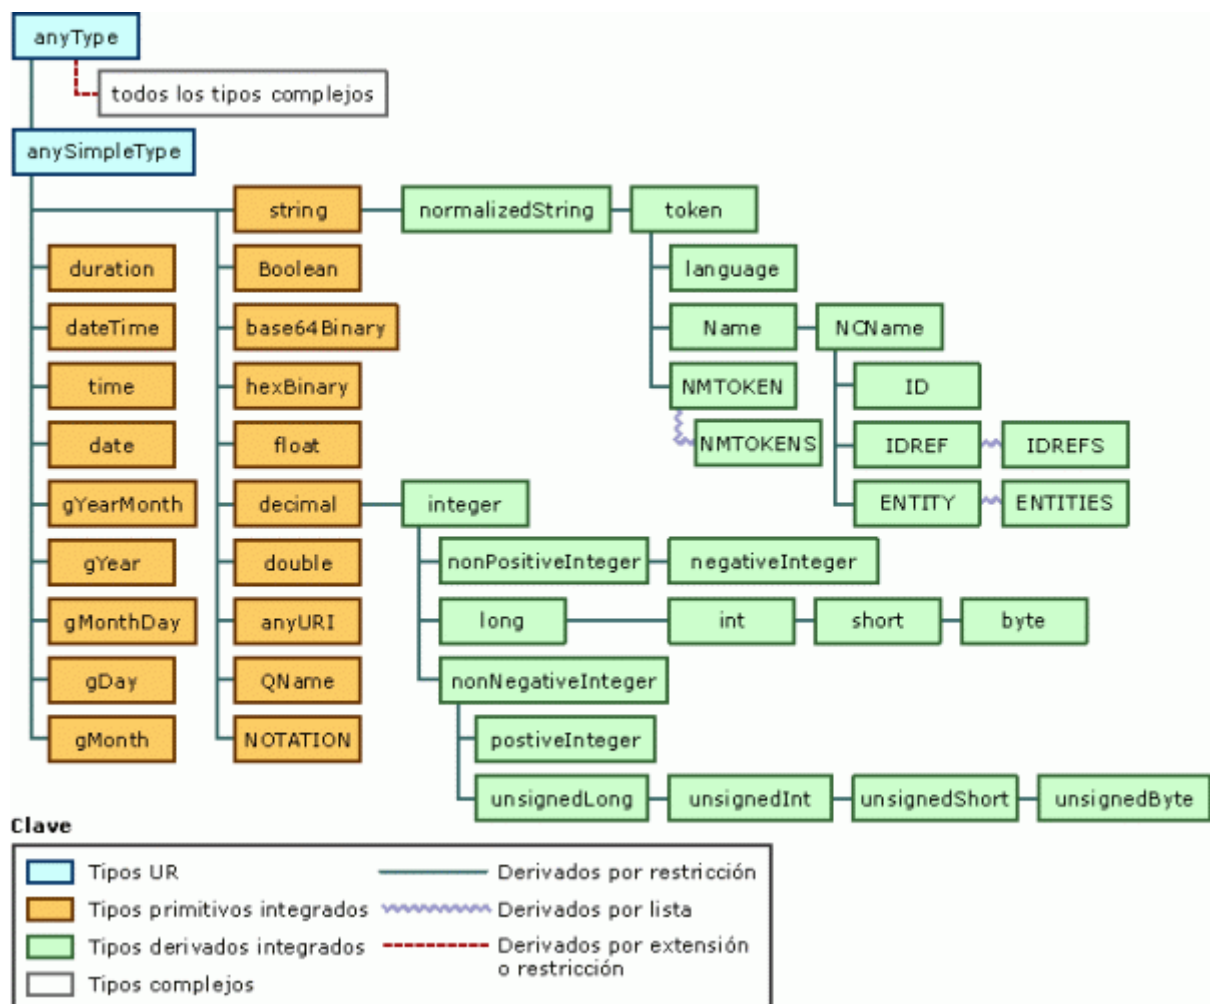 anyType
todos los tipos complejos
anySimpleType
string normalizedString token
duration Boolean language
dateTime base64Binary Name NCName
time hexBinary NMTOKEN ID
date float NMTOKENS IDREF IDREFS
gYearMonth decimal integer ENTITY ENTITIES
gYear double nonPositiveInteger negativeInteger
gMonthDay anyURI long int short byte
gDay QName nonNegativeInteger
gMonth NOTATION postiveInteger
unsignedLong unsignedInt unsignedShort unsignedByte
Clave
Tipos UR Derivados por restricción
Tipos primitivos integrados Derivados por lista
Tipos derivados integrados Derivados por extensión
o restricción
Tipos complejos